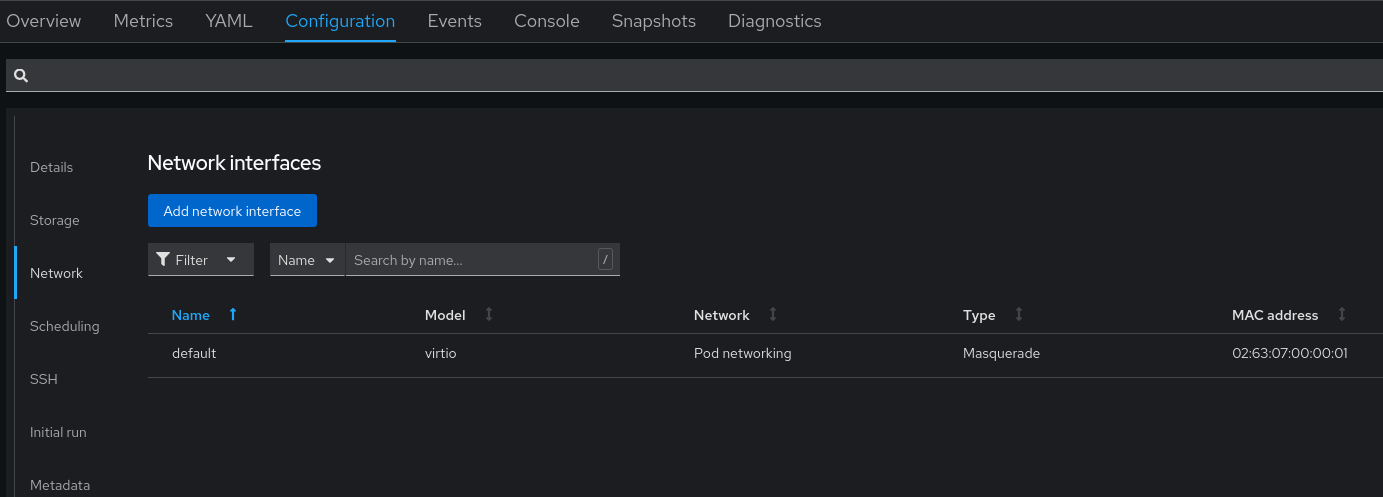 Overview Metrics YAML Configuration Events Console Snapshots Diagnostics
Details
Storage
Network
Scheduling
SSH
Initial run
Metadata
Network interfaces
Add network interface
Filter Name Search by name... /
Name Model Network Type MAC address
default virtio Pod networking Masquerade 02:63:07:00:00:01